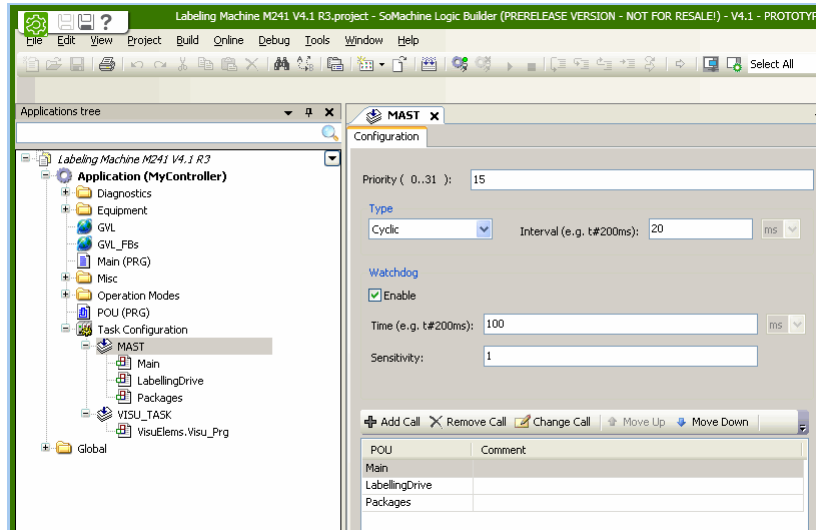 Labeling Machine M241 V4.1 R3.project - SoMachine Logic Builder (PRERELEASE VERSION - NOT FOR RESALE!) - V4.1 - PROTOTYP
File Edit View Project Build Online Debug Tools Window Help
Select All
Applications tree
MAST
Configuration
Labeling Machine M241 V4.1 R3
Application (MyController)
Diagnostics
Equipment
GVL
GVL_FBs
Main (PRG)
Misc
Operation Modes
POU (PRG)
Task Configuration
MAST
Main
LabellingDrive
Packages
VISU_TASK
VisuElems.Visu_Prg
Global
Priority ( 0..31 ): 15
Type
Cyclic Interval (e.g. t#200ms): 20 ms
Watchdog
Enable
Time (e.g. t#200ms): 100 ms
Sensitivity: 1
Add Call Remove Call Change Call Move Up Move Down
POU Comment
Main
LabellingDrive
Packages